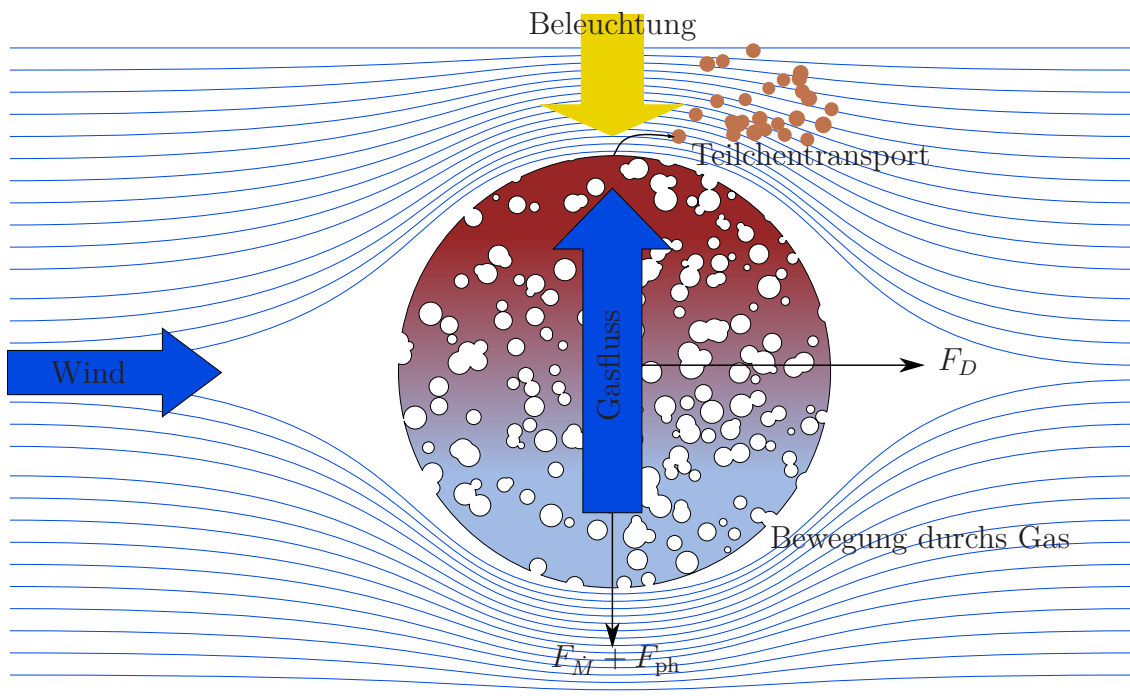 Beleuchtung
Teilchentransport
Wind
Gasfluss
F_D
Bewegung durchs Gas
F_Ṁ + F_ph